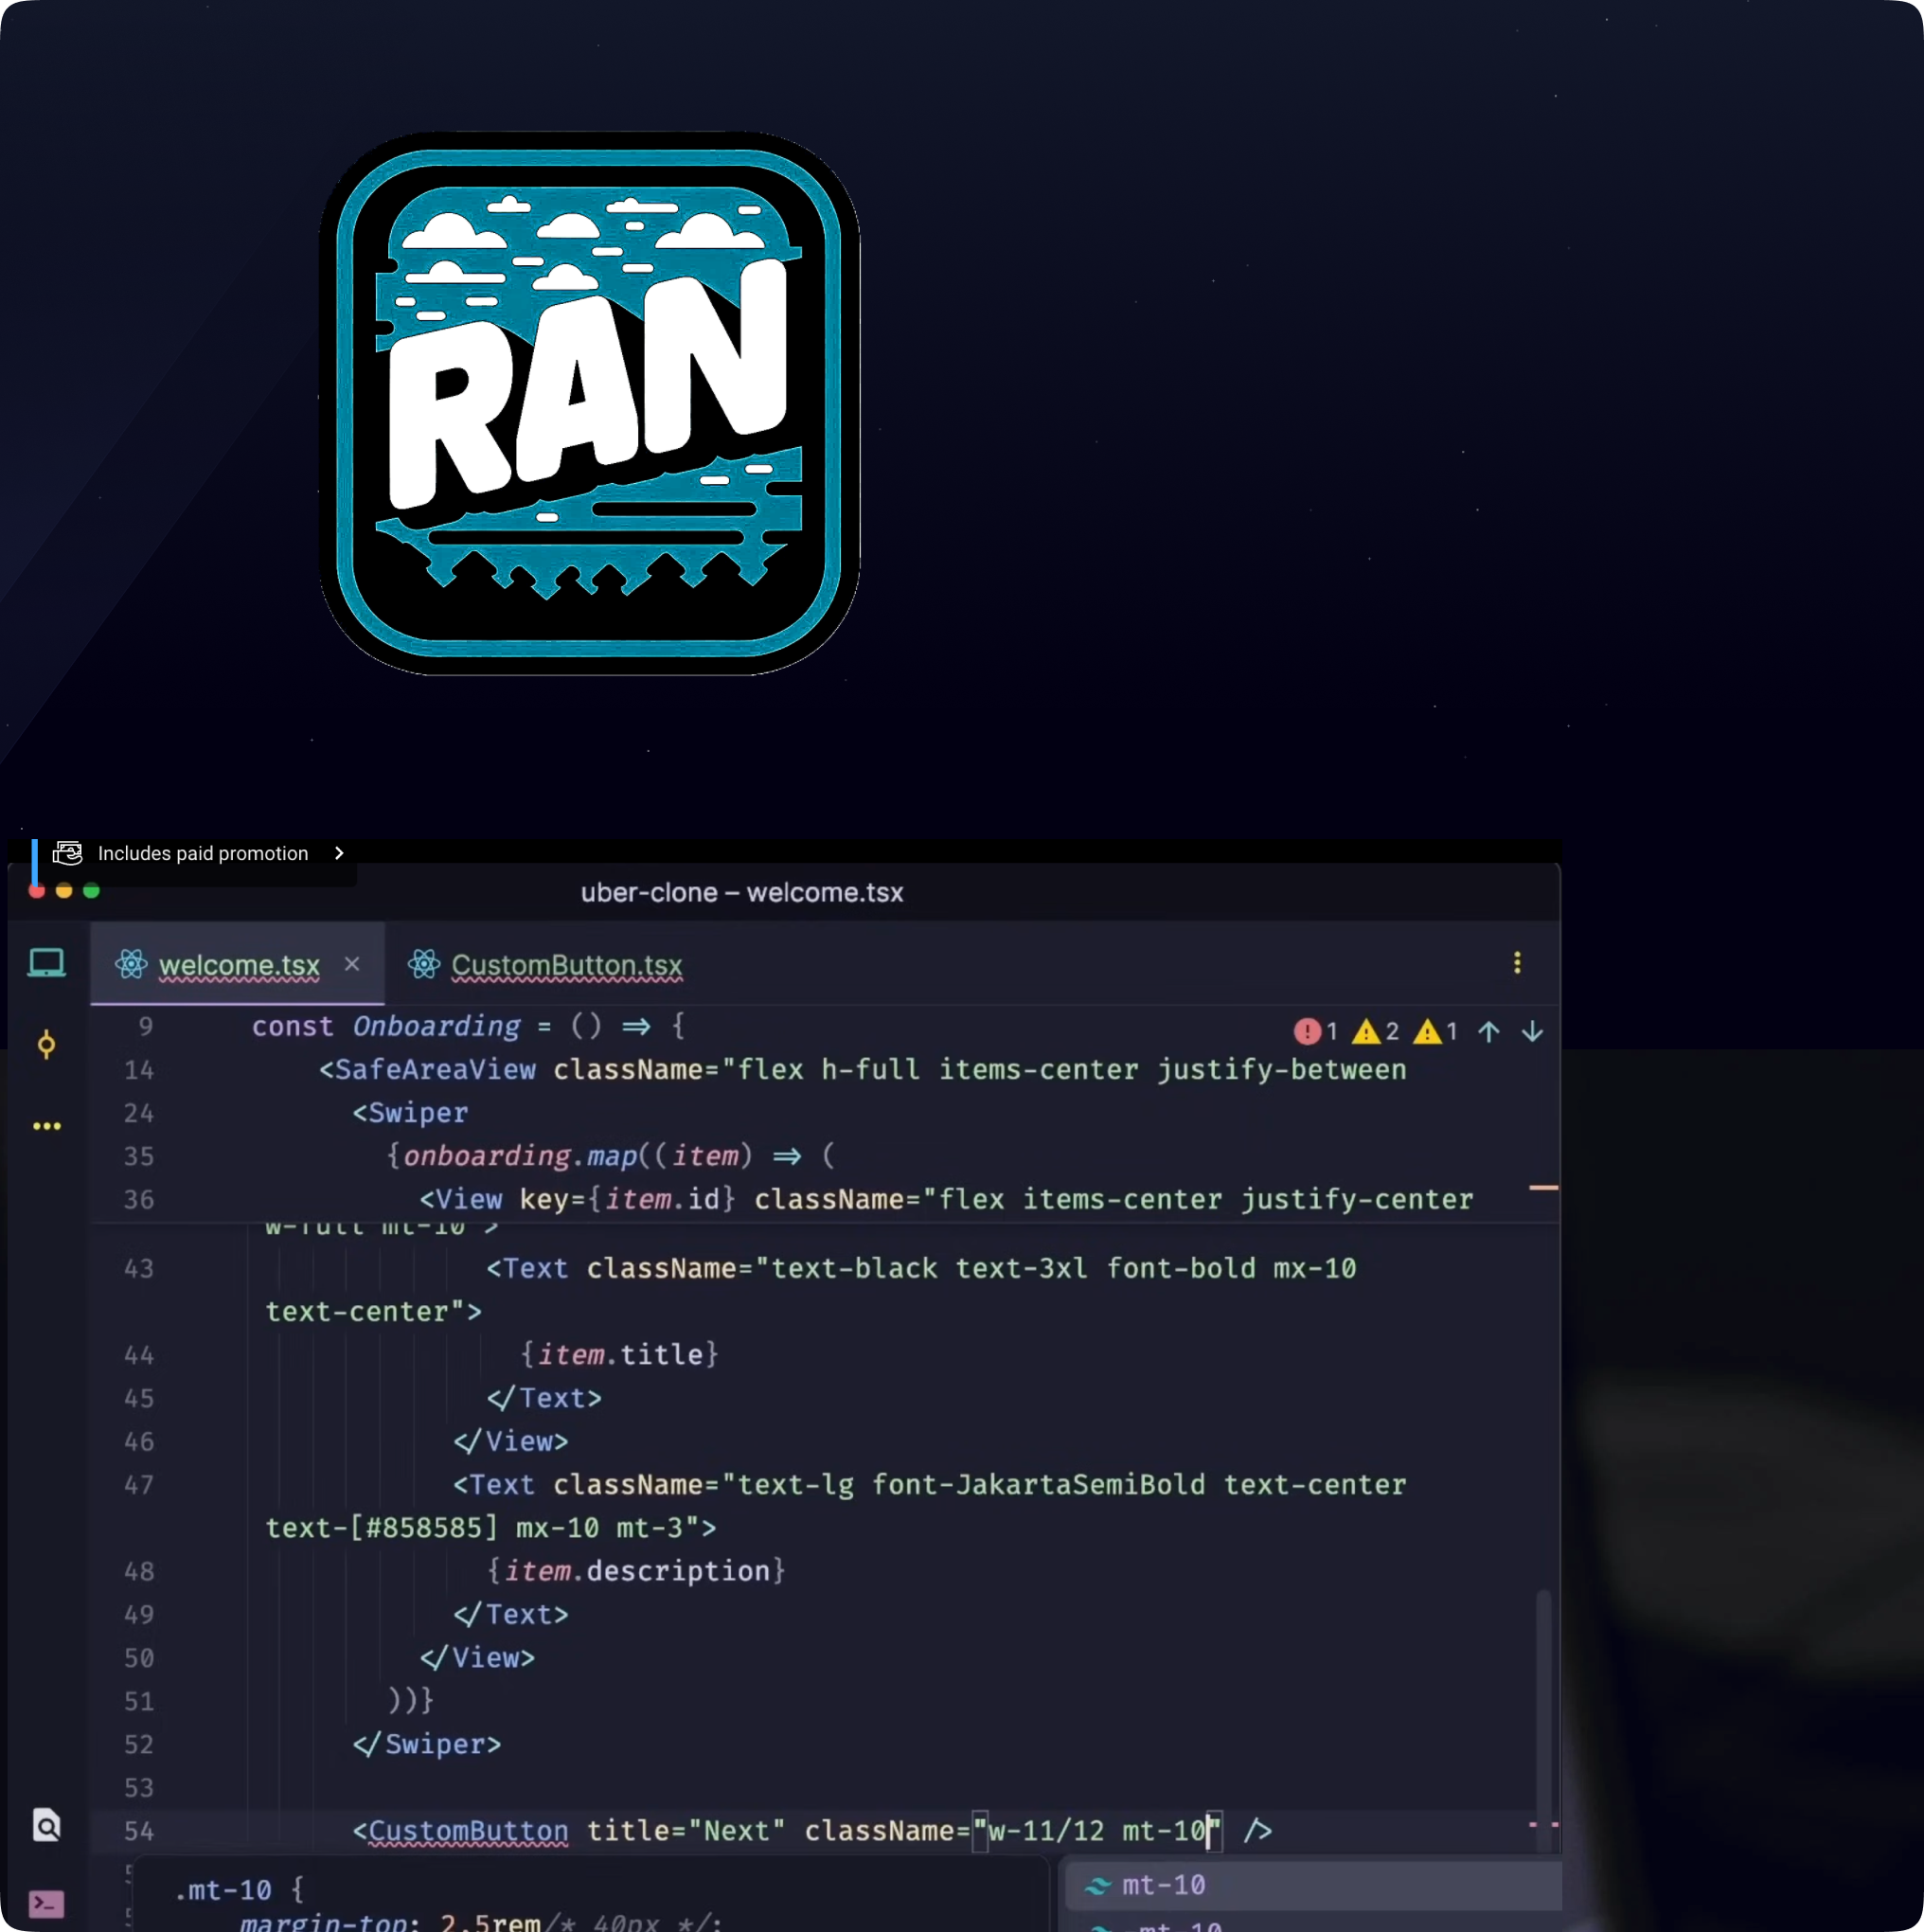 RAN
Includes paid promotion
uber-clone – welcome.tsx
welcome.tsx × CustomButton.tsx
9 const Onboarding = () => {
1 2 1
14 <SafeAreaView className="flex h-full items-center justify-between
24 <Swiper
35 {onboarding.map((item) => (
36 <View key={item.id} className="flex items-center justify-center
w-full mt-10">
43 <Text className="text-black text-3xl font-bold mx-10
text-center">
44 {item.title}
45 </Text>
46 </View>
47 <Text className="text-lg font-JakartaSemiBold text-center
text-[#858585] mx-10 mt-3">
48 {item.description}
49 </Text>
50 </View>
51 ))}
52 </Swiper>
53
54 <CustomButton title="Next" className="w-11/12 mt-10" />
.mt-10 {
margin-top: 2.5rem/* 40px */;
mt-10
-mt-10